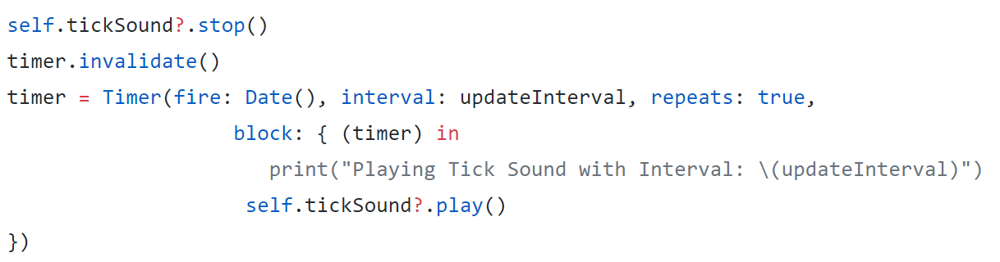 self.tickSound?.stop()
timer.invalidate()
timer = Timer(fire: Date(), interval: updateInterval, repeats: true,
block: { (timer) in
print("Playing Tick Sound with Interval: \(updateInterval)")
self.tickSound?.play()
})